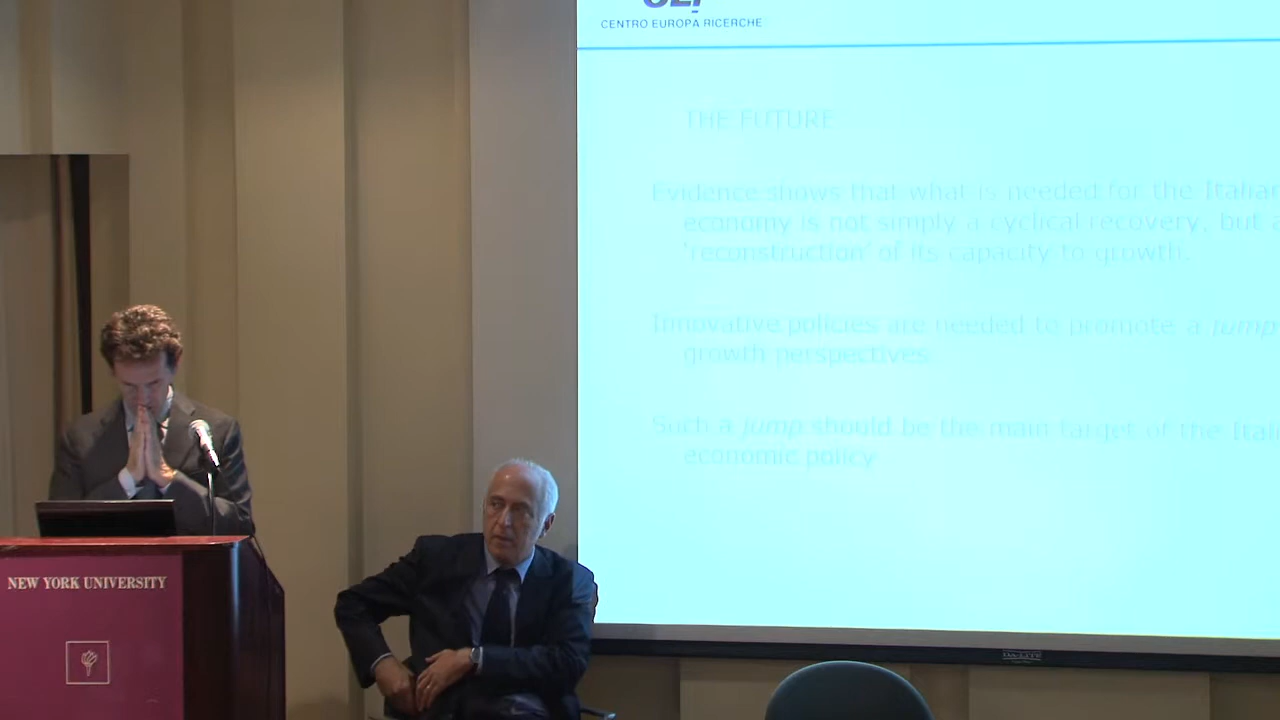 CENTRO EUROPA RICERCHE
THE FUTURE
Evidence shows that what is needed for the Italian
economy is not simply a cyclical recovery, but a
'reconstruction' of its capacity to growth.
Innovative policies are needed to promote a jump
growth perspectives.
Such a jump should be the main target of the Itali
economic policy
NEW YORK UNIVERSITY
DA-LITE